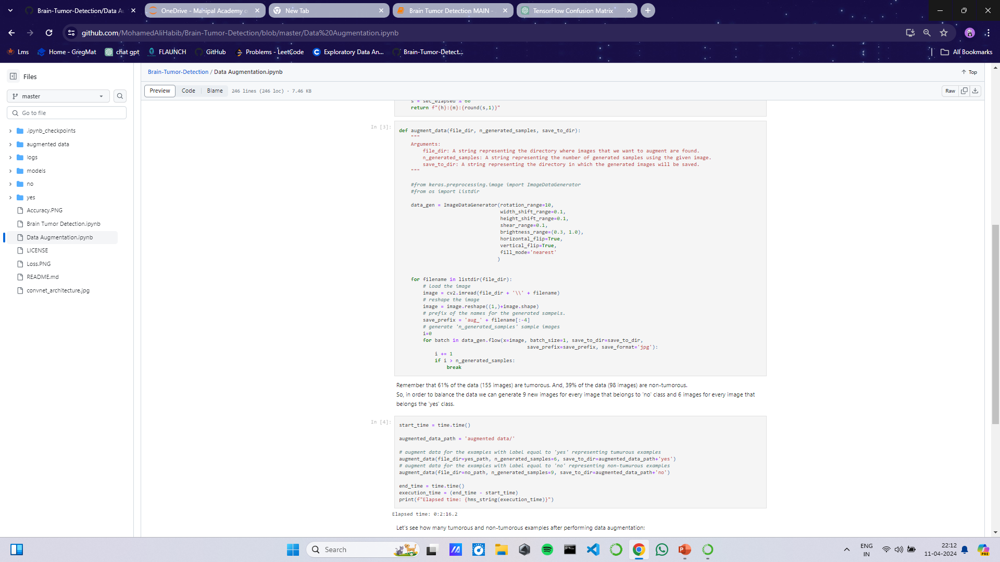 Brain-Tumor-Detection/Data Au
OneDrive - Manipal Academy o
New Tab
Brain Tumor Detection MAIN -
TensorFlow Confusion Matrix
github.com/MohamedAliHabib/Brain-Tumor-Detection/blob/master/Data%20Augmentation.ipynb
Lms
Home - GregMat
chat gpt
FLAUNCH
GitHub
Problems - LeetCode
Exploratory Data An...
Brain-Tumor-Detect...
All Bookmarks
Files
master
Go to file
.ipynb_checkpoints
augmented data
logs
models
no
yes
Accuracy.PNG
Brain Tumor Detection.ipynb
Data Augmentation.ipynb
LICENSE
Loss.PNG
README.md
convnet_architecture.jpg
Brain-Tumor-Detection / Data Augmentation.ipynb
Top
Preview Code Blame 246 lines (246 loc) · 7.46 KB
Raw
s = sec_elapsed % 60
return f"{h}:{m}:{round(s,1)}"
In [3]:
def augment_data(file_dir, n_generated_samples, save_to_dir):
"""
Arguments:
file_dir: A string representing the directory where images that we want to augment are found.
n_generated_samples: A string representing the number of generated samples using the given image.
save_to_dir: A string representing the directory in which the generated images will be saved.
"""
#from keras.preprocessing.image import ImageDataGenerator
#from os import listdir
data_gen = ImageDataGenerator(rotation_range=10,
width_shift_range=0.1,
height_shift_range=0.1,
shear_range=0.1,
brightness_range=(0.3, 1.0),
horizontal_flip=True,
vertical_flip=True,
fill_mode='nearest'
)
for filename in listdir(file_dir):
# load the image
image = cv2.imread(file_dir + '\\' + filename)
# reshape the image
image = image.reshape((1,)+image.shape)
# prefix of the names for the generated sampels.
save_prefix = 'aug_' + filename[:-4]
# generate 'n_generated_samples' sample images
i=0
for batch in data_gen.flow(x=image, batch_size=1, save_to_dir=save_to_dir,
save_prefix=save_prefix, save_format='jpg'):
i += 1
if i > n_generated_samples:
break
Remember that 61% of the data (155 images) are tumorous. And, 39% of the data (98 images) are non-tumorous.
So, in order to balance the data we can generate 9 new images for every image that belongs to 'no' class and 6 images for every image that
belongs the 'yes' class.
In [4]:
start_time = time.time()
augmented_data_path = 'augmented data/'
# augment data for the examples with label equal to 'yes' representing tumurous examples
augment_data(file_dir=yes_path, n_generated_samples=6, save_to_dir=augmented_data_path+'yes')
# augment data for the examples with label equal to 'no' representing non-tumurous examples
augment_data(file_dir=no_path, n_generated_samples=9, save_to_dir=augmented_data_path+'no')
end_time = time.time()
execution_time = (end_time - start_time)
print(f"Elapsed time: {hms_string(execution_time)}")
Elapsed time: 0:2:16.2
Let's see how many tumorous and non-tumorous examples after performing data augmentation:
Search
ENG
IN
22:12
11-04-2024
PRE